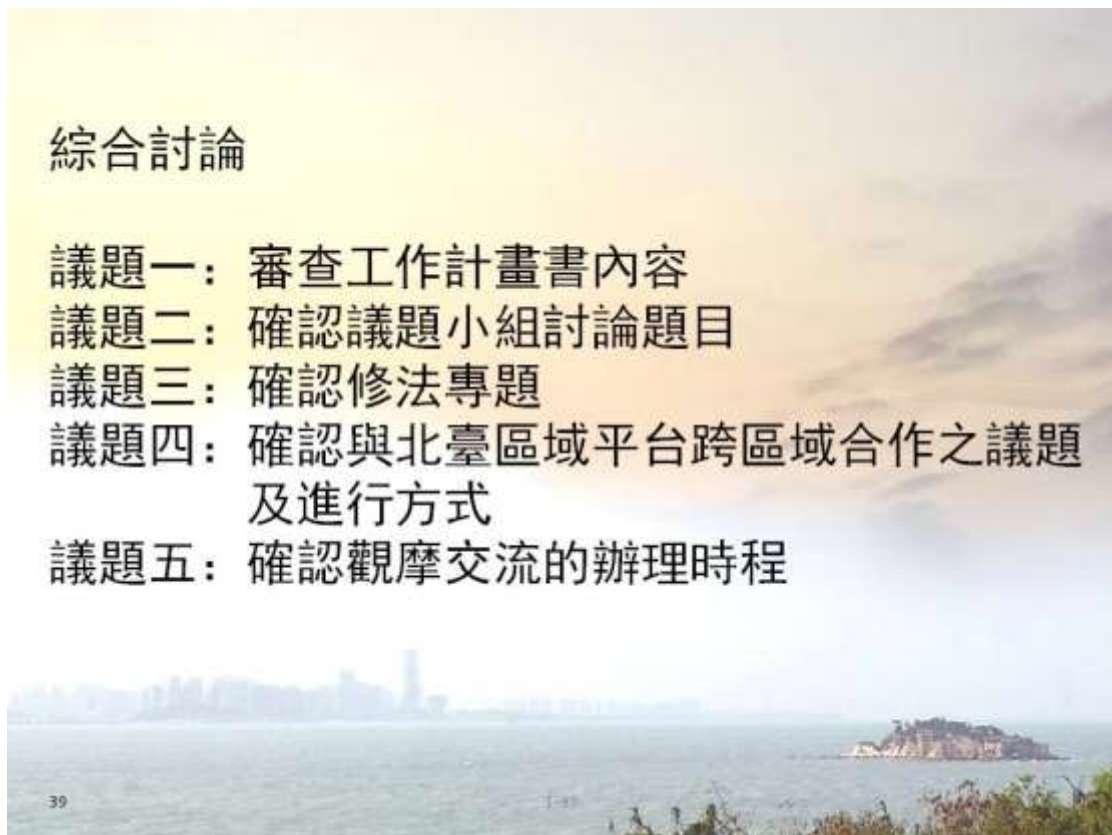 綜合討論
議題一：審查工作計畫書內容
議題二：確認議題小組討論題目
議題三：確認修法專題
議題四：確認與北臺區域平台跨區域合作之議題
及進行方式
議題五：確認觀摩交流的辦理時程
39
1-39